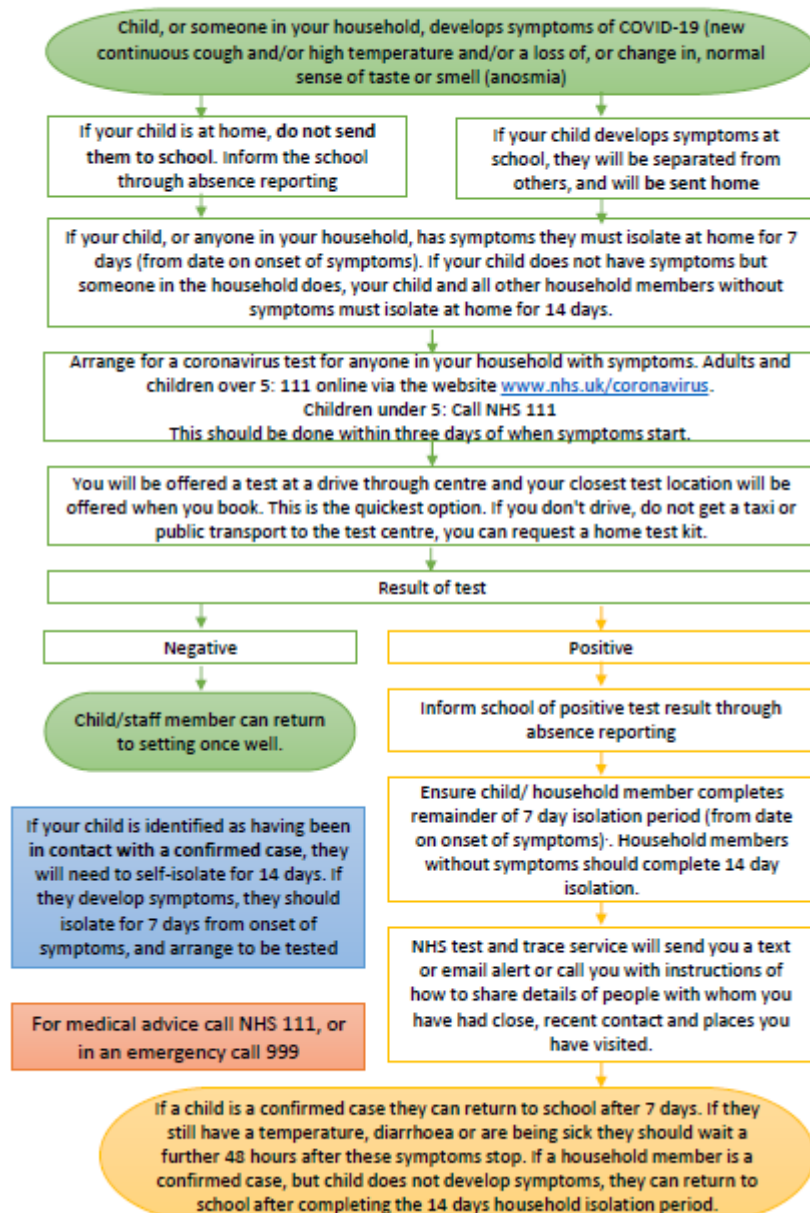 Child, or someone in your household, develops symptoms of COVID-19 (new
continuous cough and/or high temperature and/or a loss of, or change in, normal
sense of taste or smell (anosmia)
If your child is at home, do not send
them to school. Inform the school
through absence reporting
If your child develops symptoms at
school, they will be separated from
others, and will be sent home
If your child, or anyone in your household, has symptoms they must isolate at home for 7
days (from date on onset of symptoms). If your child does not have symptoms but
someone in the household does, your child and all other household members without
symptoms must isolate at home for 14 days.
Arrange for a coronavirus test for anyone in your household with symptoms. Adults and
children over 5: 111 online via the website www.nhs.uk/coronavirus.
Children under 5: Call NHS 111
This should be done within three days of when symptoms start.
You will be offered a test at a drive through centre and your closest test location will be
offered when you book. This is the quickest option. If you don't drive, do not get a taxi or
public transport to the test centre, you can request a home test kit.
Result of test
Negative
Child/staff member can return
to setting once well.
Positive
Inform school of positive test result through
absence reporting
Ensure child/ household member completes
remainder of 7 day isolation period (from date
on onset of symptoms)·. Household members
without symptoms should complete 14 day
isolation.
NHS test and trace service will send you a text
or email alert or call you with instructions of
how to share details of people with whom you
have had close, recent contact and places you
have visited.
If your child is identified as having been
in contact with a confirmed case, they
will need to self-isolate for 14 days. If
they develop symptoms, they should
isolate for 7 days from onset of
symptoms, and arrange to be tested
For medical advice call NHS 111, or
in an emergency call 999
If a child is a confirmed case they can return to school after 7 days. If they
still have a temperature, diarrhoea or are being sick they should wait a
further 48 hours after these symptoms stop. If a household member is a
confirmed case, but child does not develop symptoms, they can return to
school after completing the 14 days household isolation period.